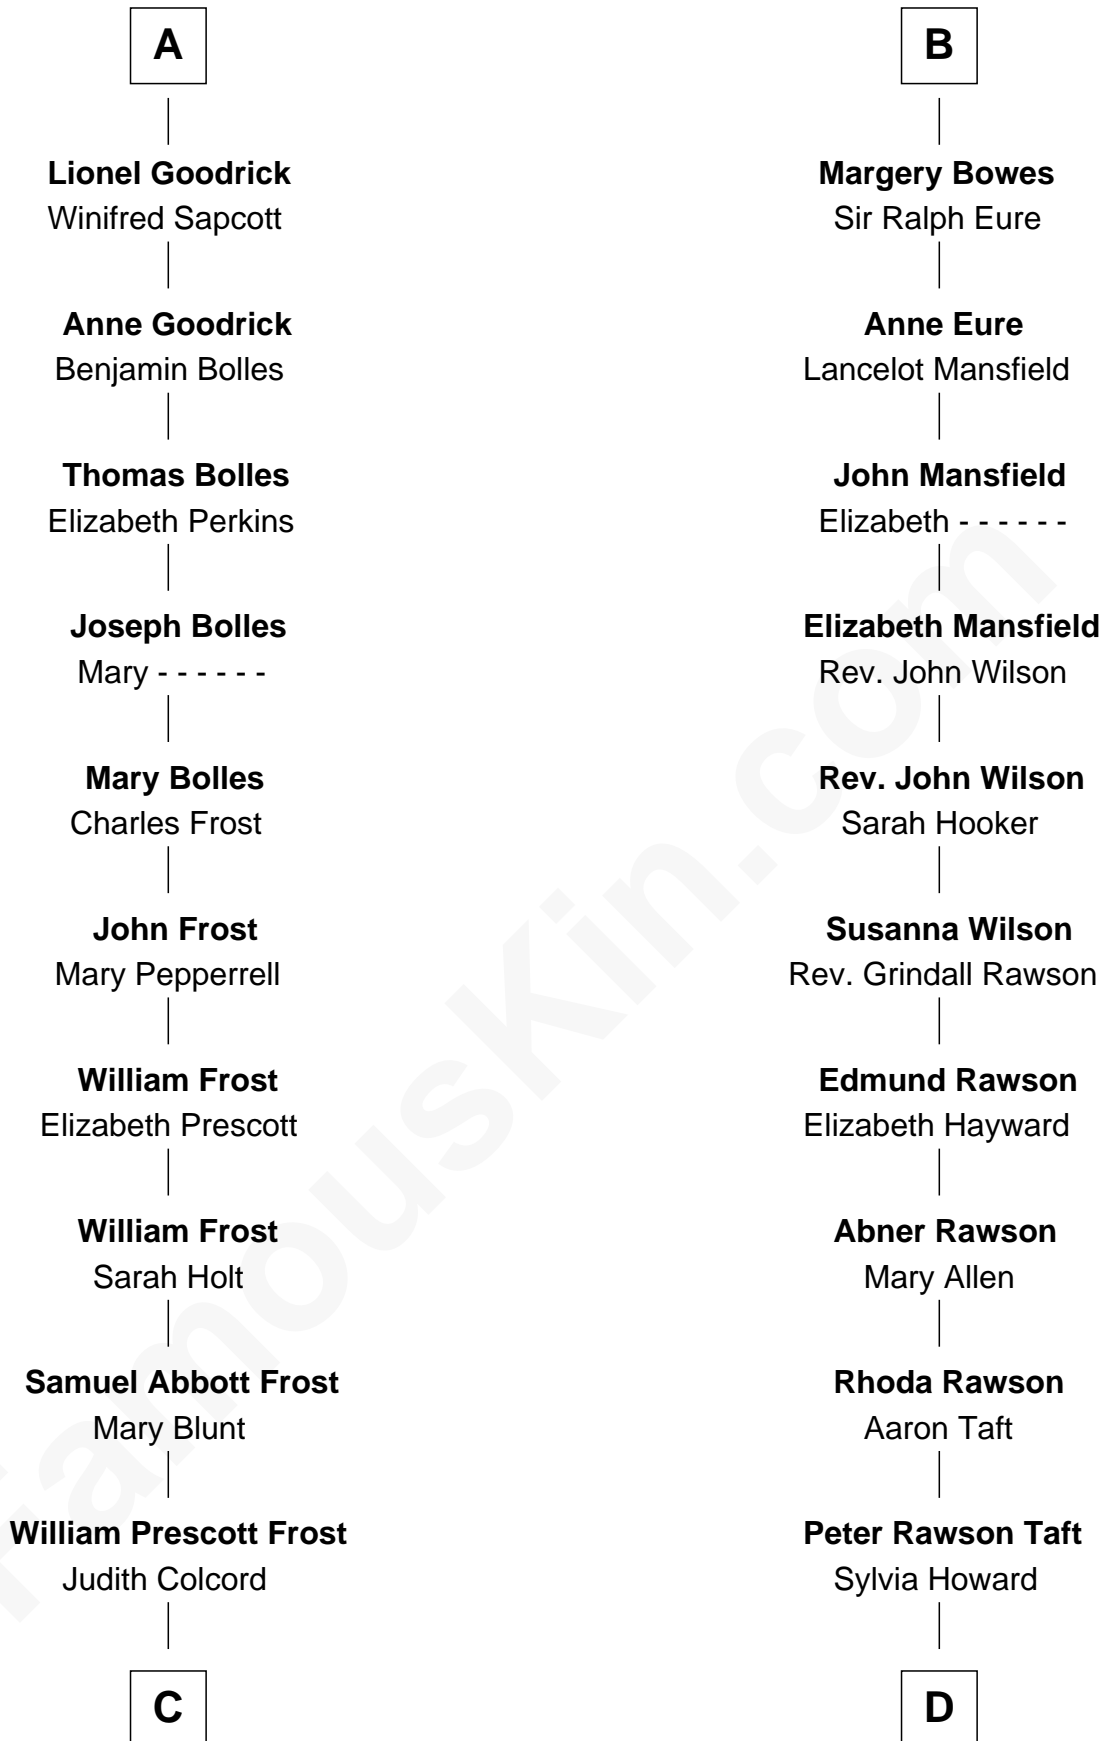 A
Lionel Goodrick
Winifred Sapcott
Anne Goodrick
Benjamin Bolles
Thomas Bolles
Elizabeth Perkins
Joseph Bolles
Mary - - - - - -
Mary Bolles
Charles Frost
John Frost
Mary Pepperrell
William Frost
Elizabeth Prescott
William Frost
Sarah Holt
Samuel Abbott Frost
Mary Blunt
William Prescott Frost
Judith Colcord
C
B
Margery Bowes
Sir Ralph Eure
Anne Eure
Lancelot Mansfield
John Mansfield
Elizabeth - - - - - -
Elizabeth Mansfield
Rev. John Wilson
Rev. John Wilson
Sarah Hooker
Susanna Wilson
Rev. Grindall Rawson
Edmund Rawson
Elizabeth Hayward
Abner Rawson
Mary Allen
Rhoda Rawson
Aaron Taft
Peter Rawson Taft
Sylvia Howard
D
FamousKin.com